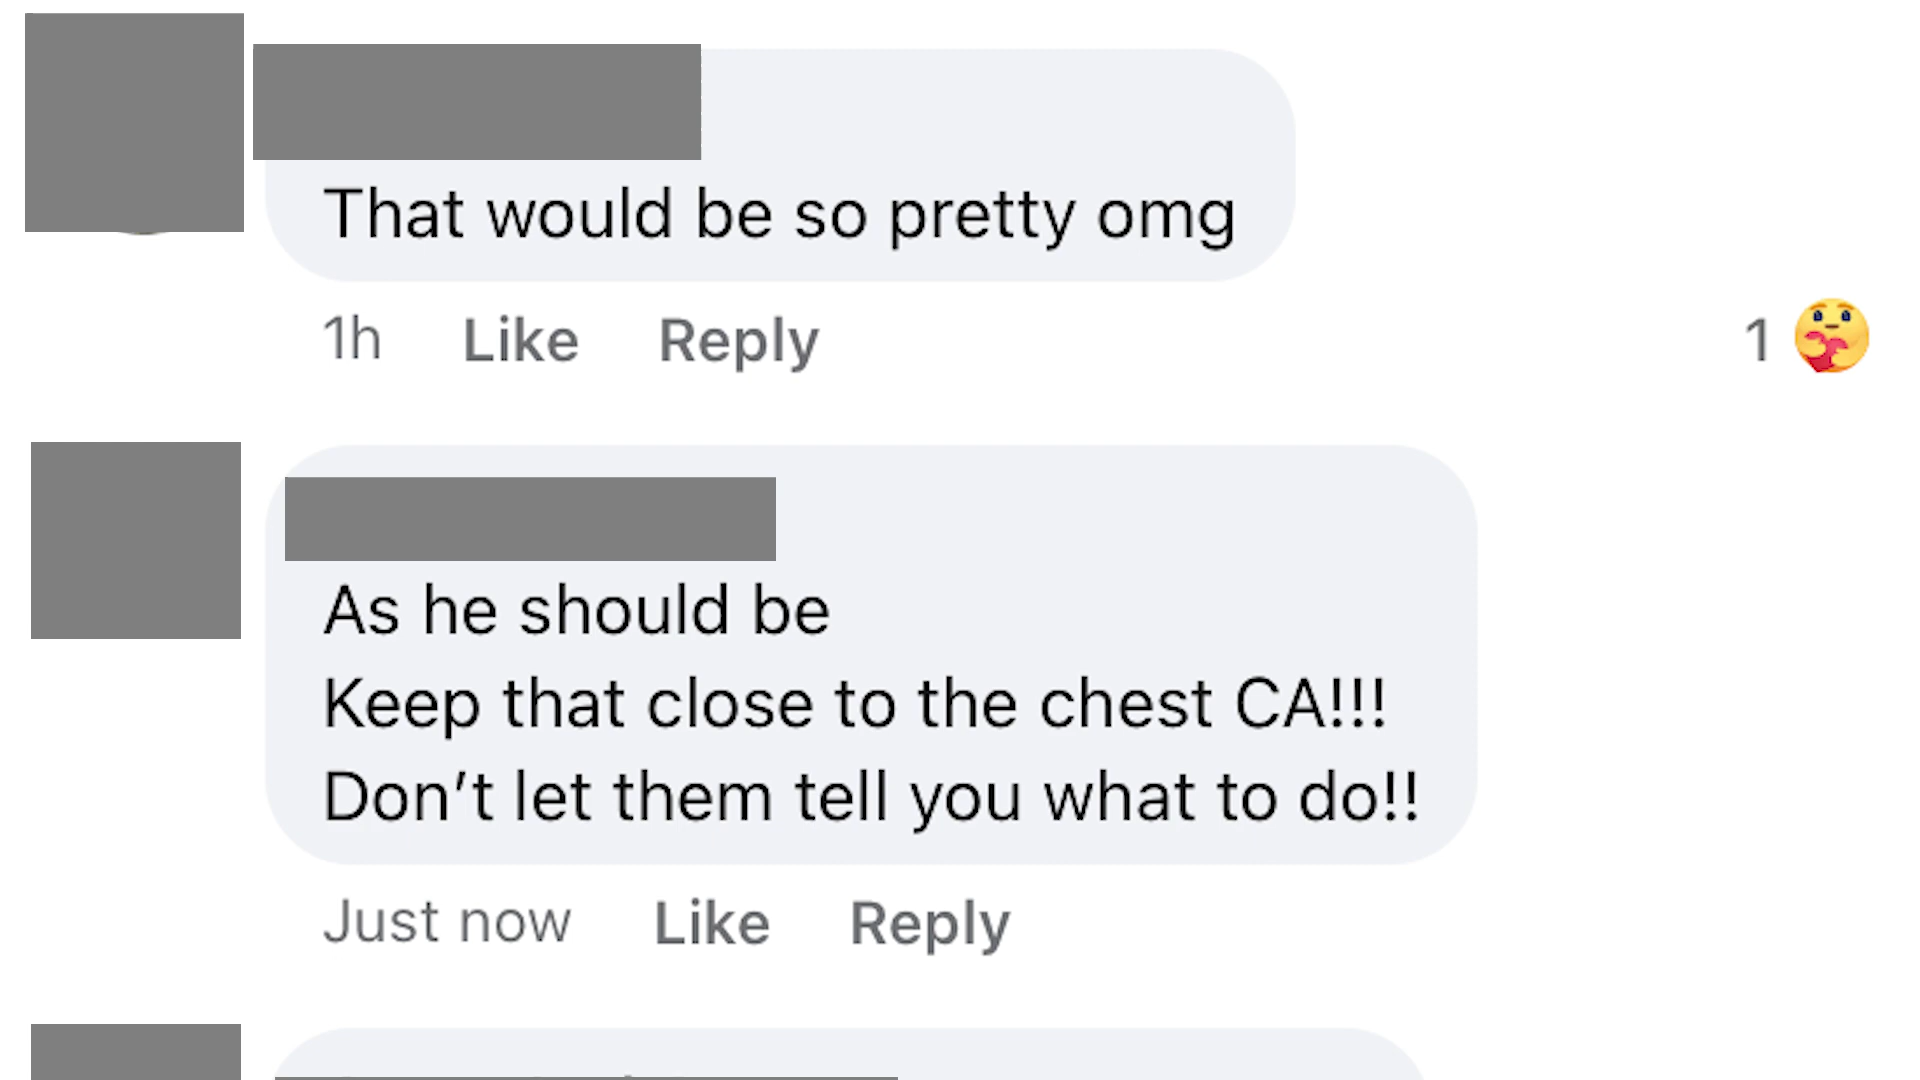 That would be so pretty omg
1h Like Reply 1
As he should be
Keep that close to the chest CA!!!
Don’t let them tell you what to do!!
Just now Like Reply